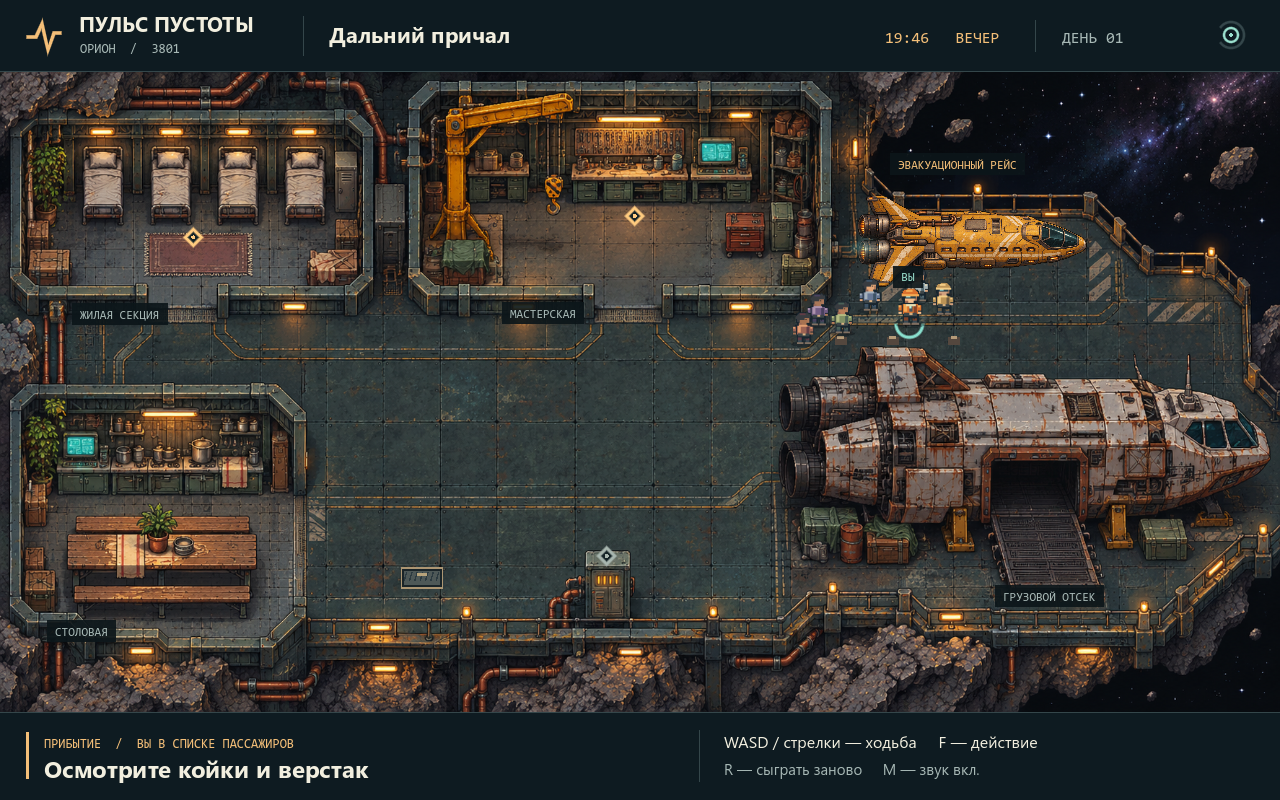 ПУЛЬС ПУСТОТЫ
ОРИОН / 3801
Дальний причал
19:46 ВЕЧЕР
ДЕНЬ 01
ЭВАКУАЦИОННЫЙ РЕЙС
ВЫ
ЖИЛАЯ СЕКЦИЯ
МАСТЕРСКАЯ
ГРУЗОВОЙ ОТСЕК
СТОЛОВАЯ
ПРИБЫТИЕ / ВЫ В СПИСКЕ ПАССАЖИРОВ
Осмотрите койки и верстак
WASD / стрелки — ходьба F — действие
R — сыграть заново M — звук вкл.